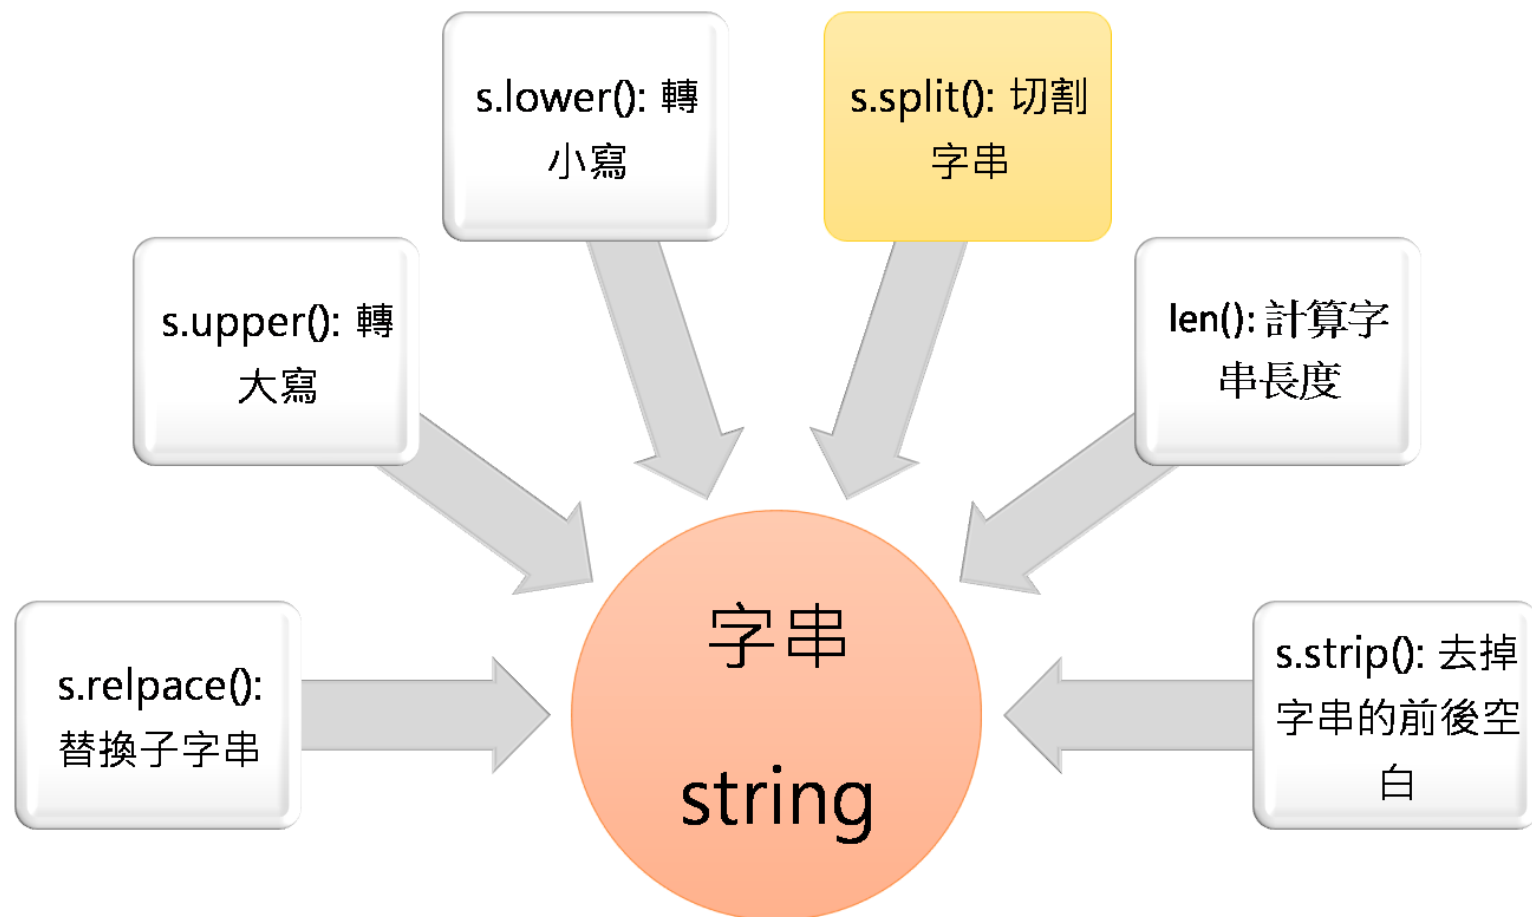 s.lower(): 轉
小寫
s.split(): 切割
字串
s.upper(): 轉
大寫
len(): 計算字
串長度
s.relpace():
替換子字串
s.strip(): 去掉
字串的前後空
白
字串
string